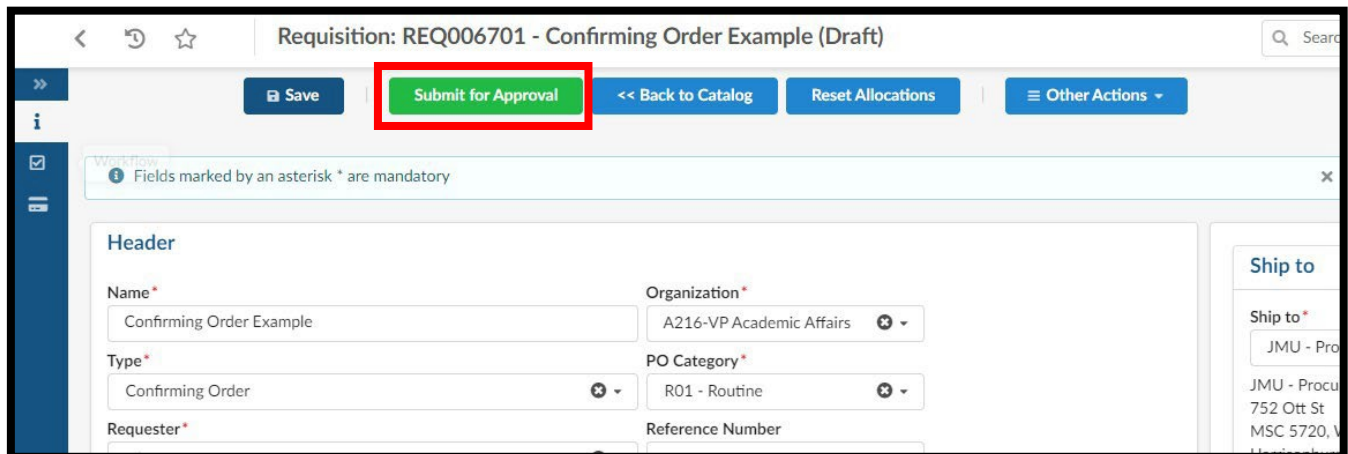 Requisition: REQ006701 - Confirming Order Example (Draft)
Save
Submit for Approval
<< Back to Catalog
Reset Allocations
Other Actions
Workflow
Fields marked by an asterisk * are mandatory
Header
Name*
Confirming Order Example
Organization*
A216-VP Academic Affairs
Type*
Confirming Order
PO Category*
R01 - Routine
Requester*
Reference Number
Ship to
Ship to*
JMU - Pro
JMU - Procu
752 Ott St
MSC 5720,